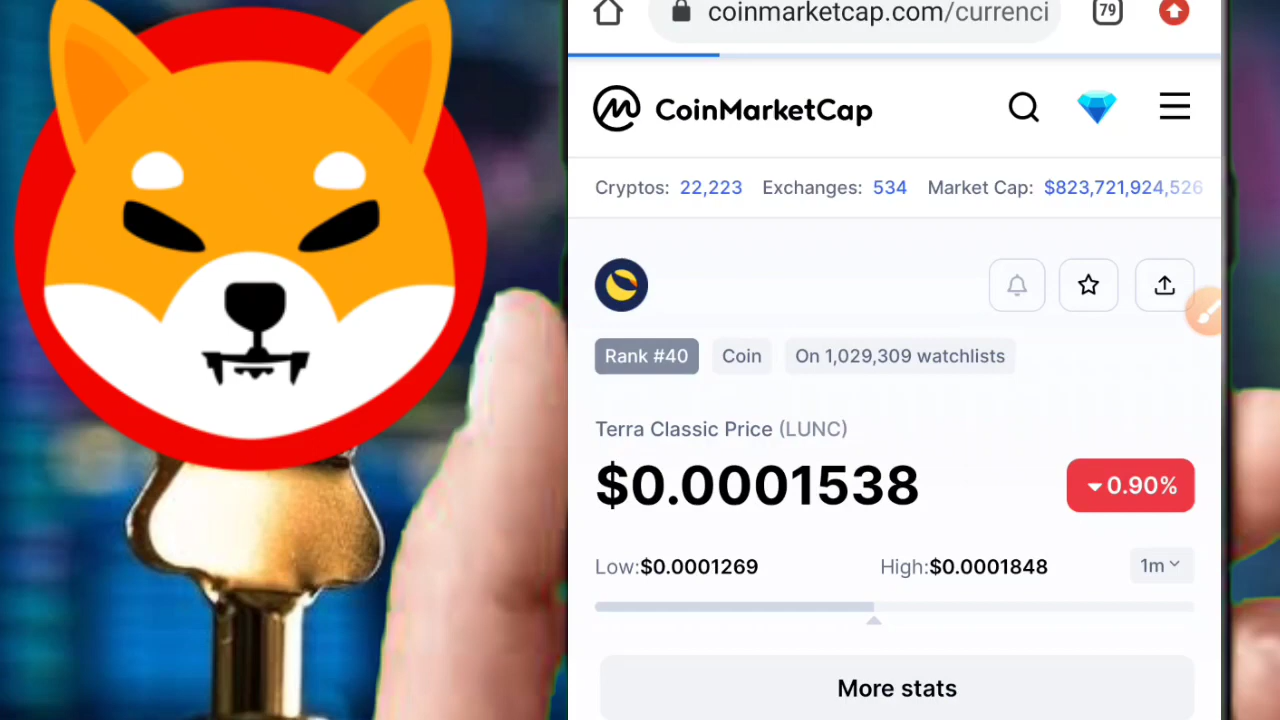 coinmarketcap.com/currenci
79
CoinMarketCap
Cryptos: 22,223 Exchanges: 534 Market Cap: $823,721,924,526
Rank #40 Coin On 1,029,309 watchlists
Terra Classic Price (LUNC)
$0.0001538
0.90%
Low:$0.0001269 High:$0.0001848 1m
More stats